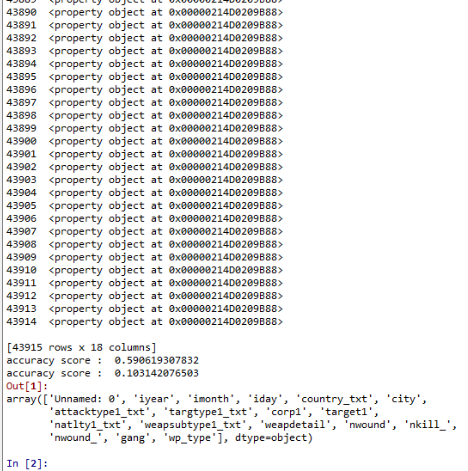 43889  <property object at 0x00000214D0209B88>
43890  <property object at 0x00000214D0209B88>
43891  <property object at 0x00000214D0209B88>
43892  <property object at 0x00000214D0209B88>
43893  <property object at 0x00000214D0209B88>
43894  <property object at 0x00000214D0209B88>
43895  <property object at 0x00000214D0209B88>
43896  <property object at 0x00000214D0209B88>
43897  <property object at 0x00000214D0209B88>
43898  <property object at 0x00000214D0209B88>
43899  <property object at 0x00000214D0209B88>
43900  <property object at 0x00000214D0209B88>
43901  <property object at 0x00000214D0209B88>
43902  <property object at 0x00000214D0209B88>
43903  <property object at 0x00000214D0209B88>
43904  <property object at 0x00000214D0209B88>
43905  <property object at 0x00000214D0209B88>
43906  <property object at 0x00000214D0209B88>
43907  <property object at 0x00000214D0209B88>
43908  <property object at 0x00000214D0209B88>
43909  <property object at 0x00000214D0209B88>
43910  <property object at 0x00000214D0209B88>
43911  <property object at 0x00000214D0209B88>
43912  <property object at 0x00000214D0209B88>
43913  <property object at 0x00000214D0209B88>
43914  <property object at 0x00000214D0209B88>
[43915 rows x 18 columns]
accuracy score :  0.590619307832
accuracy score :  0.103142076503
Out[1]:
array(['Unnamed: 0', 'iyear', 'imonth', 'iday', 'country_txt', 'city',
'attacktype1_txt', 'targtype1_txt', 'corp1', 'target1',
'natlty1_txt', 'weapsubtype1_txt', 'weapdetail', 'nwound', 'nkill_',
'nwound_', 'gang', 'wp_type'], dtype=object)
In [2]: